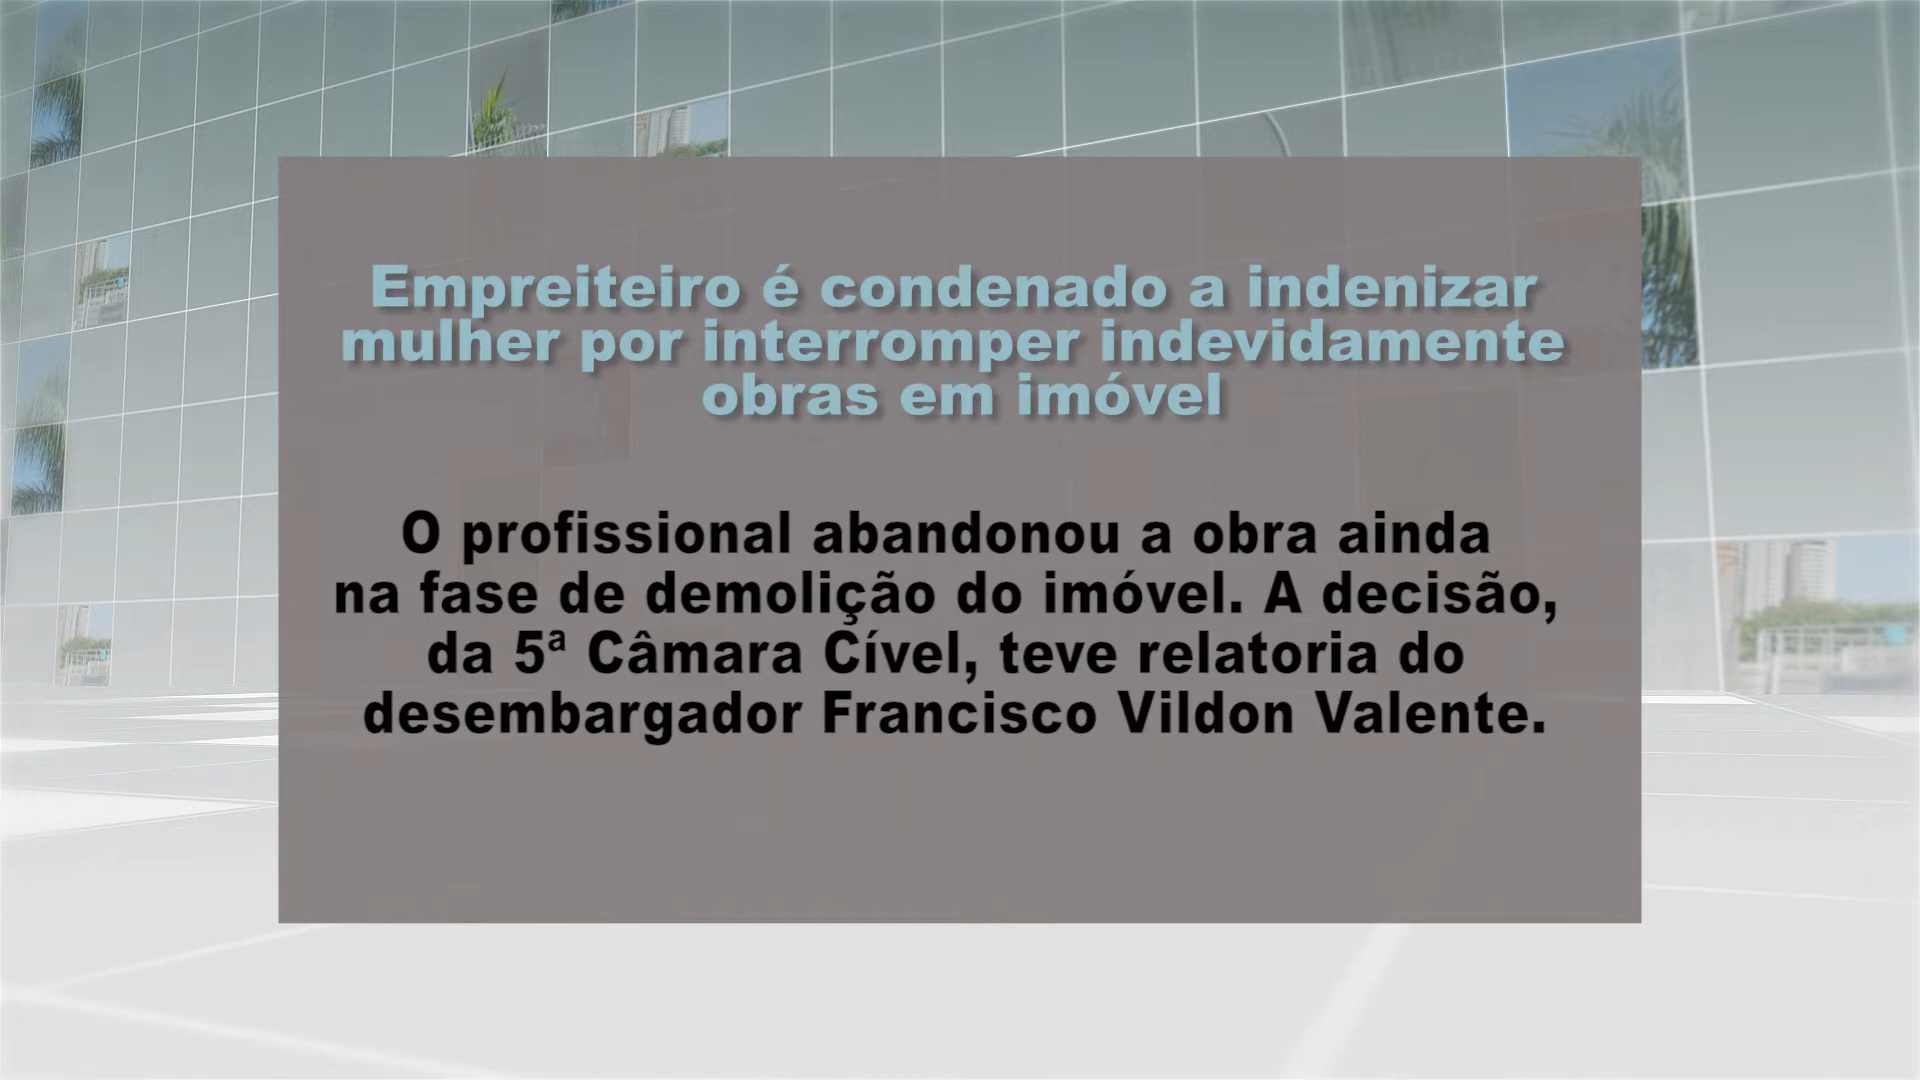 Empreiteiro é condenado a indenizar
mulher por interromper indevidamente
obras em imóvel
O profissional abandonou a obra ainda
na fase de demolição do imóvel. A decisão,
da 5ª Câmara Cível, teve relatoria do
desembargador Francisco Vildon Valente.